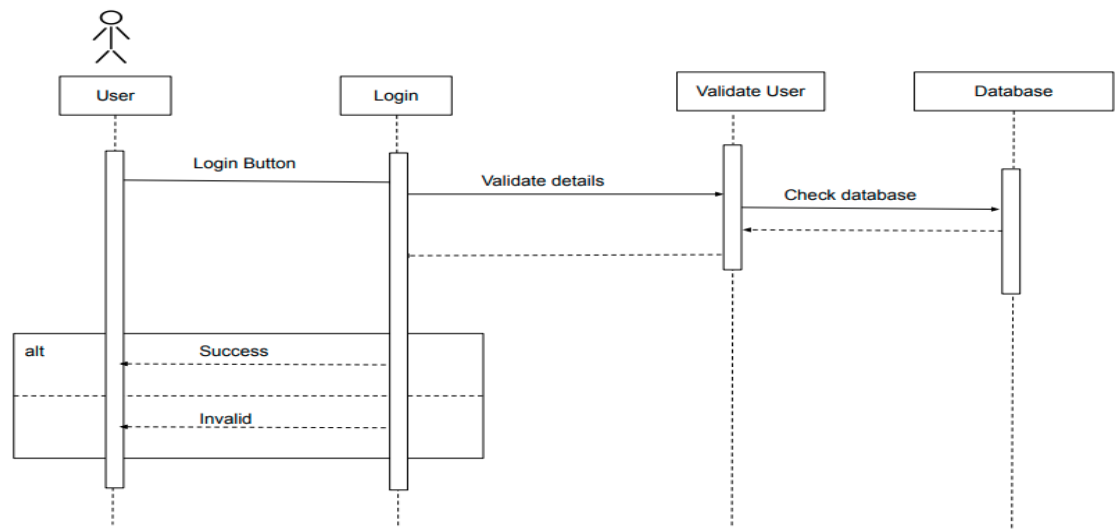 User
Login
Validate User
Database
Login Button
Validate details
Check database
alt
Success
Invalid